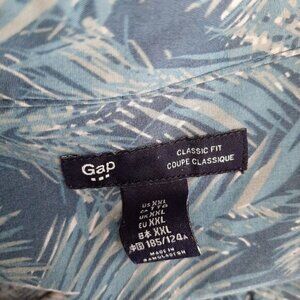 Gap
CLASSIC FIT
COUPE CLASSIQUE
US XXL
UK XXL
EU XXL
XXL
185/124A
MADE IN
BANGLADESH